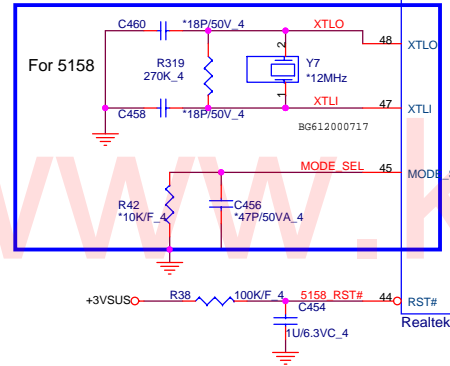 C460 *18P/50V_4 XTLO
48 XTLO
2
For 5158
R319
270K_4
Y7
*12MHz
1
XTLI 47 XTLI
C458 *18P/50V_4
BG612000717
MODE_SEL 45 MODE_
R42
*10K/F_4
C456
*47P/50VA_4
www.k
+3VSUS R38 100K/F_4 5158_RST# 44 RST#
C454
1U/6.3VC_4
Realtek